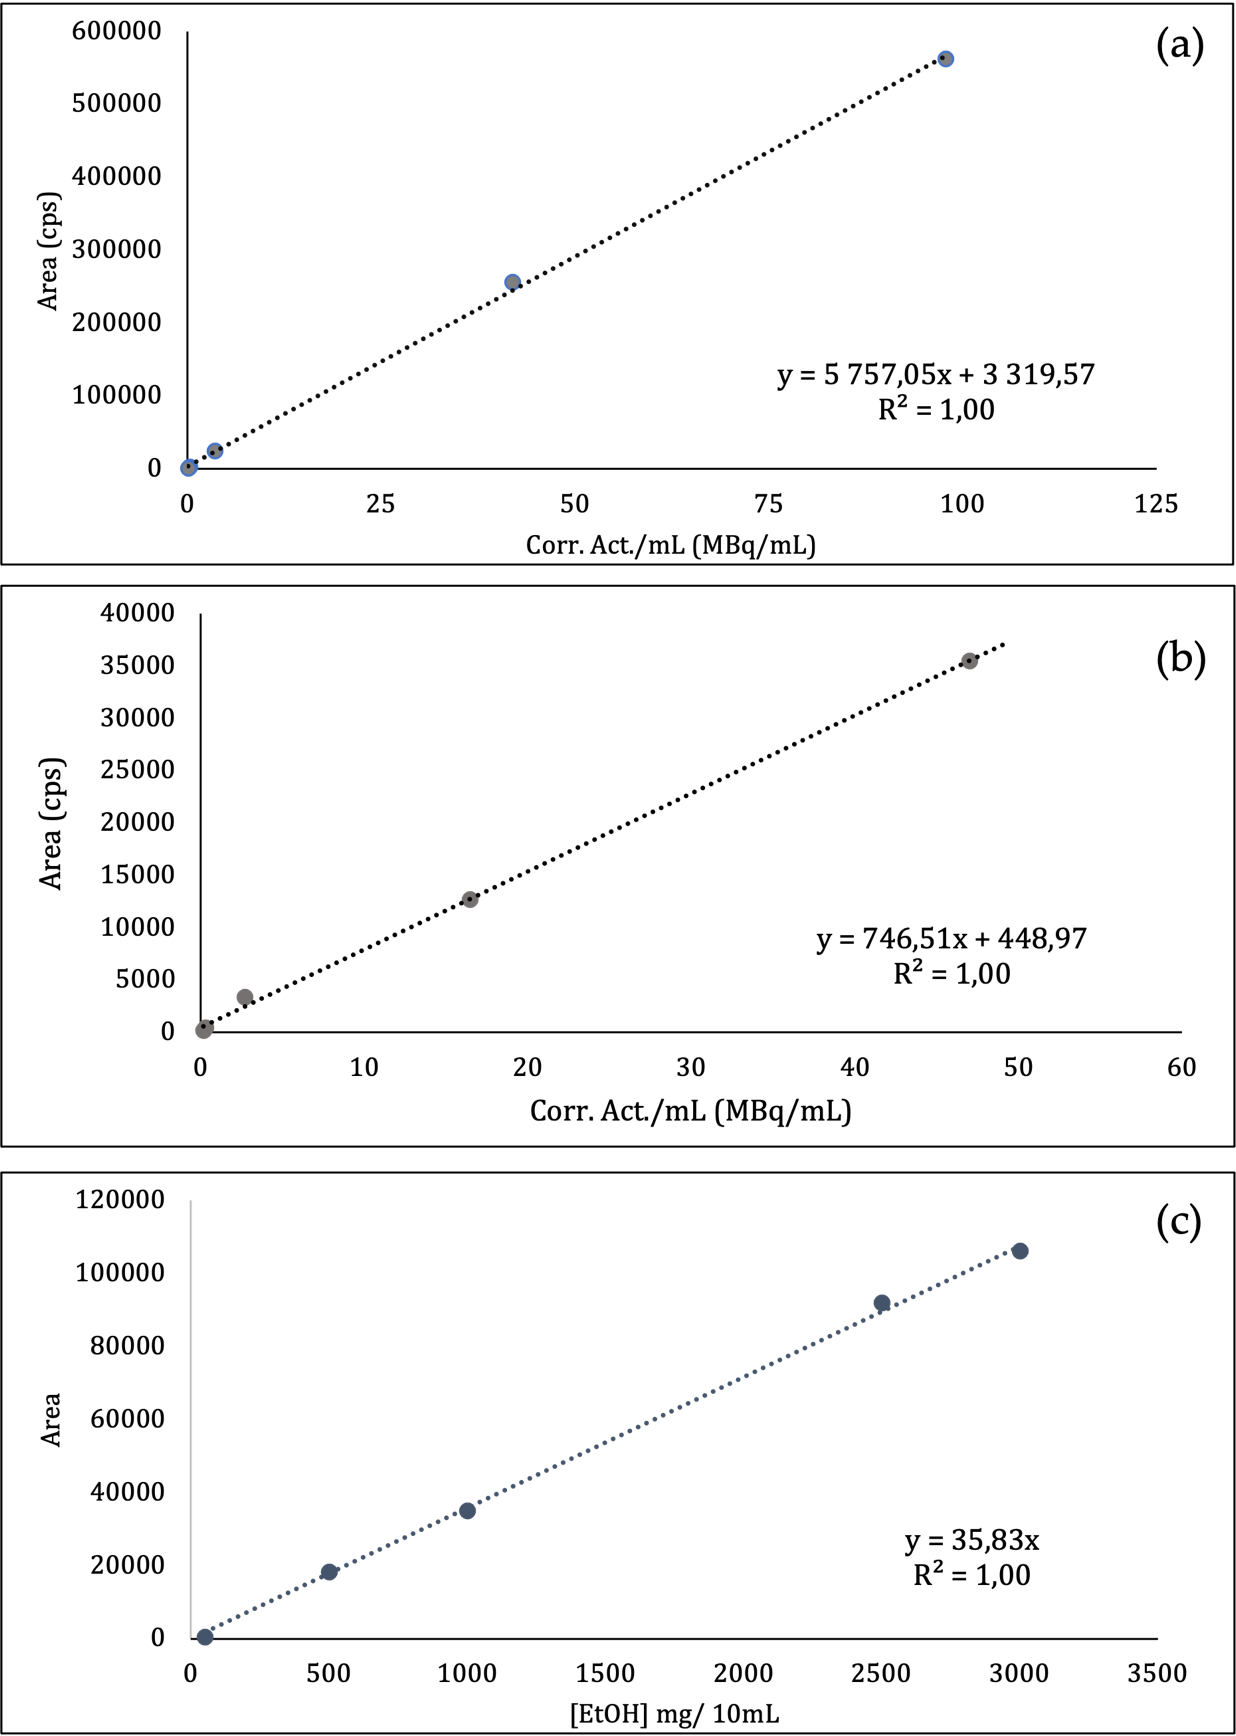 (a)
600000
500000
400000
300000
200000
100000
0
Area (cps)
y = 5 757,05x + 3 319,57
R² = 1,00
0 25 50 75 100 125
Corr. Act./mL (MBq/mL)
(b)
40000
35000
30000
25000
20000
15000
10000
5000
0
Area (cps)
y = 746,51x + 448,97
R² = 1,00
0 10 20 30 40 50 60
Corr. Act./mL (MBq/mL)
(c)
120000
100000
80000
60000
40000
20000
0
Area
y = 35,83x
R² = 1,00
0 500 1000 1500 2000 2500 3000 3500
[EtOH] mg/ 10mL